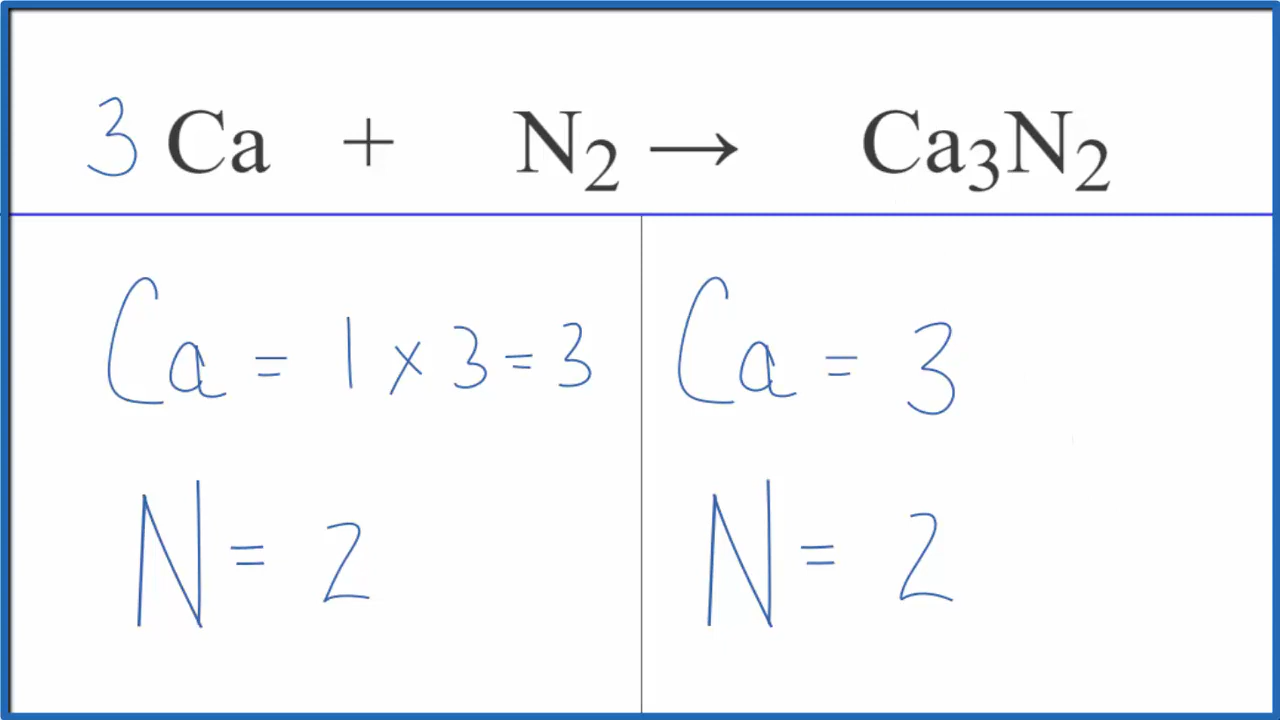 3 Ca + N₂ → Ca₃N₂
Ca = 1 x 3 = 3
N = 2
Ca = 3
N = 2